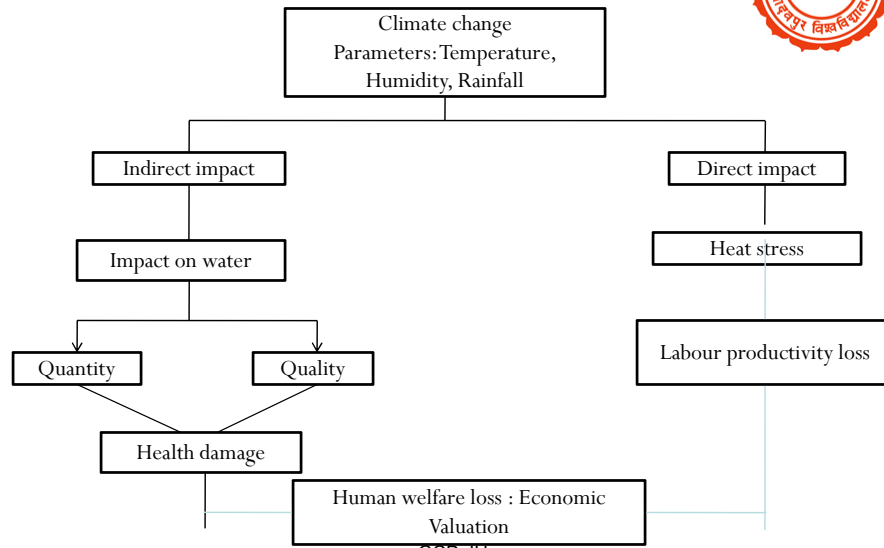 Climate change
Parameters: Temperature,
Humidity, Rainfall
Indirect impact
Direct impact
Impact on water
Heat stress
Quantity
Quality
Labour productivity loss
Health damage
Human welfare loss : Economic
Valuation